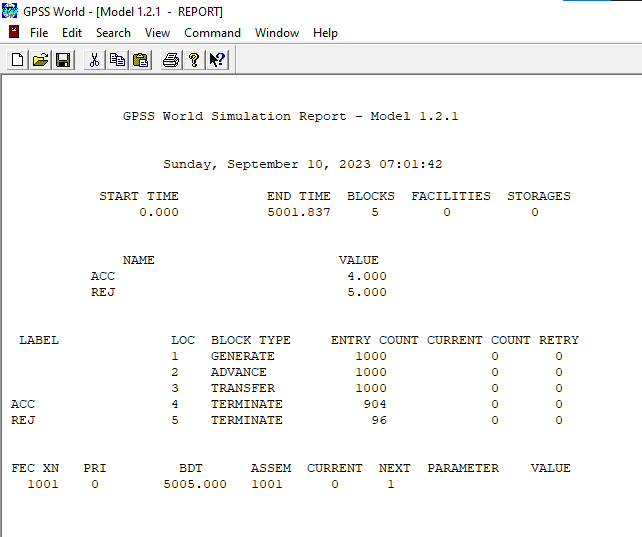 GPSS World - [Model 1.2.1 - REPORT]
File Edit Search View Command Window Help
GPSS World Simulation Report - Model 1.2.1
Sunday, September 10, 2023 07:01:42
START TIME END TIME BLOCKS FACILITIES STORAGES
0.000 5001.837 5 0 0
NAME VALUE
ACC 4.000
REJ 5.000
LABEL LOC BLOCK TYPE ENTRY COUNT CURRENT COUNT RETRY
1 GENERATE 1000 0 0
2 ADVANCE 1000 0 0
3 TRANSFER 1000 0 0
ACC 4 TERMINATE 904 0 0
REJ 5 TERMINATE 96 0 0
FEC XN PRI BDT ASSEM CURRENT NEXT PARAMETER VALUE
1001 0 5005.000 1001 0 1